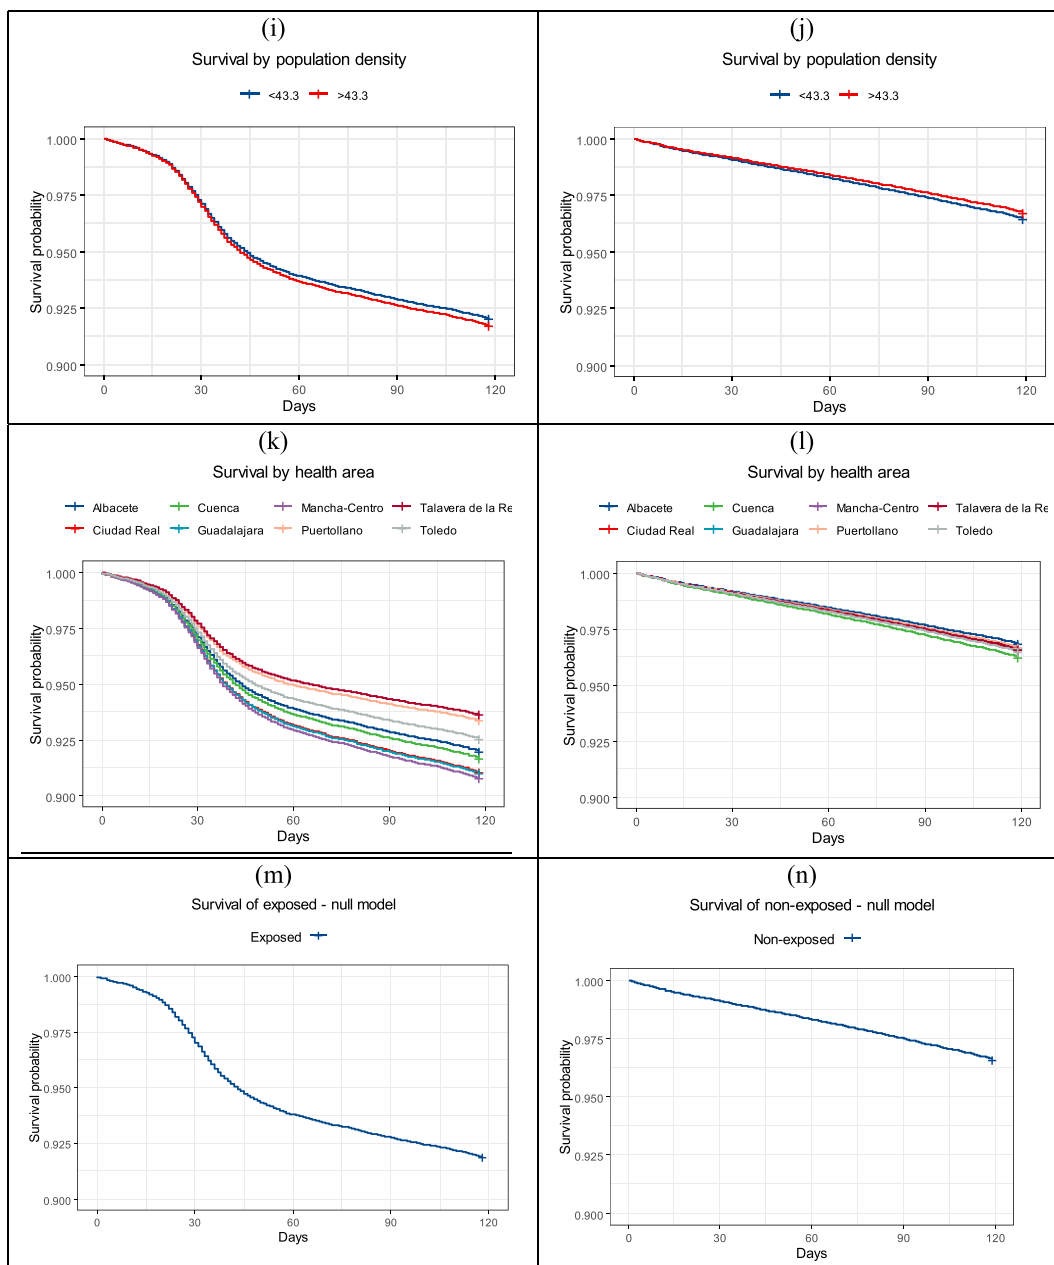 (i)
Survival by population density
<43.3 >43.3
1.000
0.975
0.950
0.925
0.900
Survival probability
0 30 60 90 120
Days
(j)
Survival by population density
<43.3 >43.3
1.000
0.975
0.950
0.925
0.900
Survival probability
0 30 60 90 120
Days
(k)
Survival by health area
Albacete Cuenca Mancha-Centro Talavera de la Re
Ciudad Real Guadalajara Puertollano Toledo
1.000
0.975
0.950
0.925
0.900
Survival probability
0 30 60 90 120
Days
(l)
Survival by health area
Albacete Cuenca Mancha-Centro Talavera de la Re
Ciudad Real Guadalajara Puertollano Toledo
1.000
0.975
0.950
0.925
0.900
Survival probability
0 30 60 90 120
Days
(m)
Survival of exposed - null model
Exposed
1.000
0.975
0.950
0.925
0.900
Survival probability
0 30 60 90 120
Days
(n)
Survival of non-exposed - null model
Non-exposed
1.000
0.975
0.950
0.925
0.900
Survival probability
0 30 60 90 120
Days